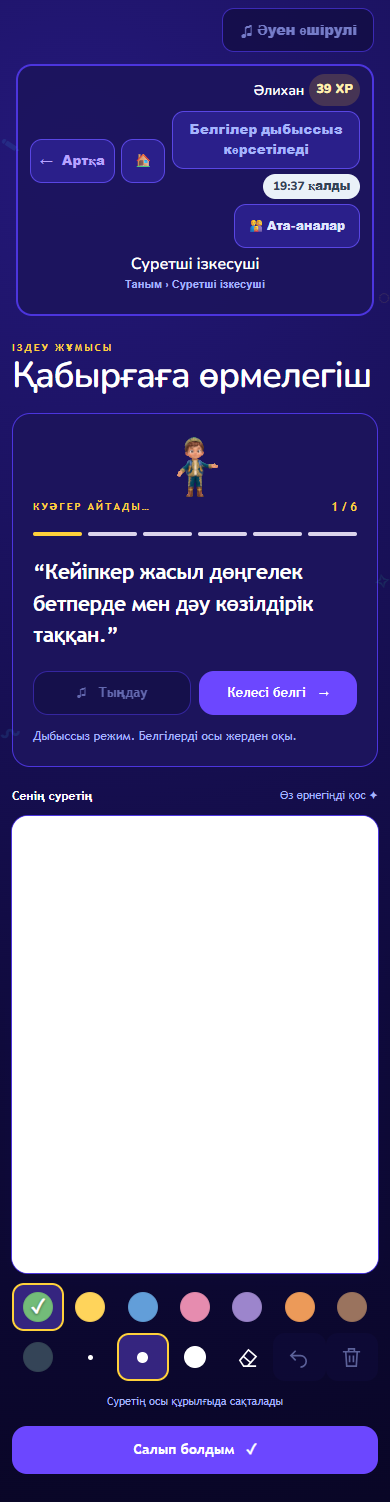 ♫ Әуен өшірулі
Әлихан 39 XP
Белгілер дыбыссыз
көрсетіледі
← Артқа
19:37 қалды
Ата-аналар
Суретші ізкесуші
Таным › Суретші ізкесуші
ІЗДЕУ ЖҰМЫСЫ
Қабырғаға өрмелегіш
КУӘГЕР АЙТАДЫ…
1 / 6
“Кейіпкер жасыл дөңгелек
бетперде мен дәу көзілдірік
таққан.”
♫ Тыңдау
Келесі белгі →
Дыбыссыз режим. Белгілерді осы жерден оқы.
Сенің суретің
Өз өрнегіңді қос ✦
Суретің осы құрылғыда сақталады
Салып болдым ✓